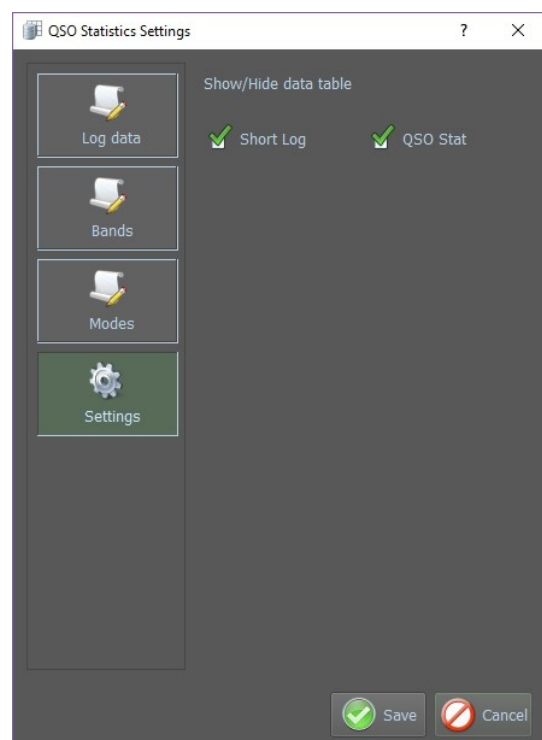 QSO Statistics Settings
Log data
Bands
Modes
Settings
Show/Hide data table
Short Log QSO Stat
Save Cancel